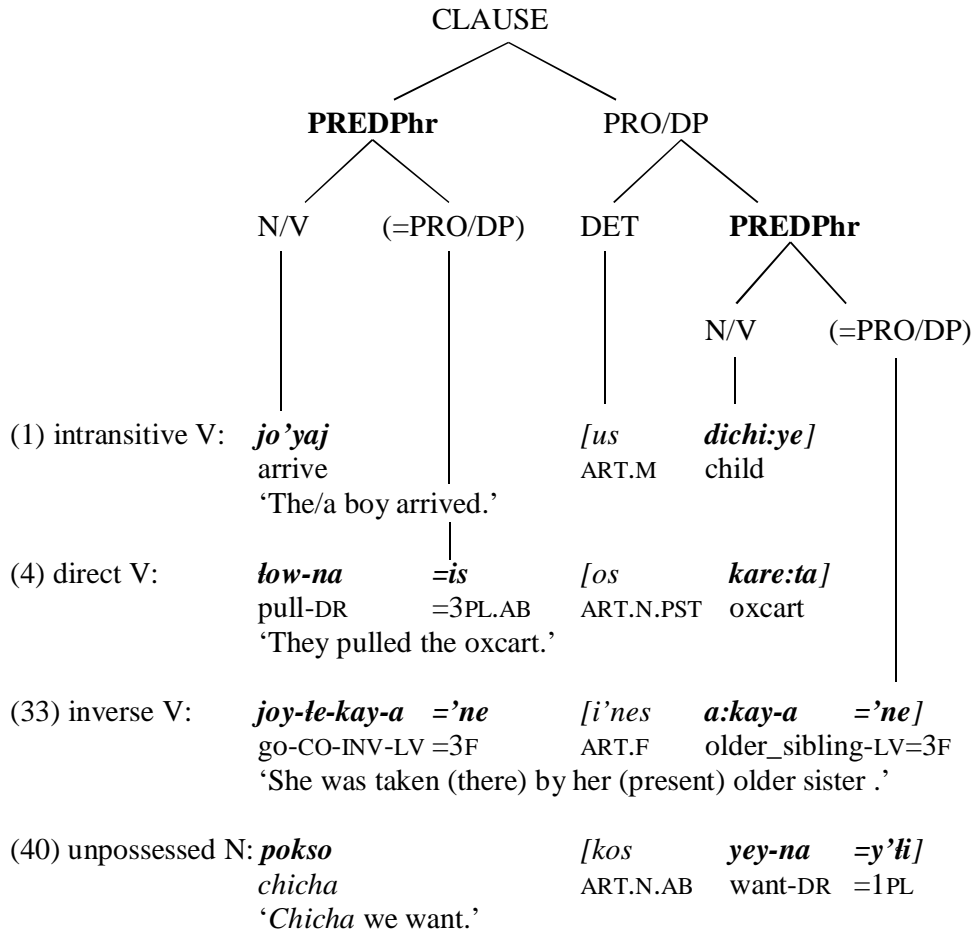 CLAUSE
PREDPhr PRO/DP
N/V (=PRO/DP) DET PREDPhr
N/V (=PRO/DP)
(1) intransitive V: jo’yaj [us dichi:ye]
arrive ART.M child
‘The/a boy arrived.’
(4) direct V: łow-na =is [os kare:ta]
pull-DR =3PL.AB ART.N.PST oxcart
‘They pulled the oxcart.’
(33) inverse V: joy-łe-kay-a =’ne [i’nes a:kay-a =’ne]
go-CO-INV-LV =3F ART.F older_sibling-LV=3F
‘She was taken (there) by her (present) older sister .’
(40) unpossessed N: pokso [kos yey-na =y’łi]
chicha ART.N.AB want-DR =1PL
‘Chicha we want.’